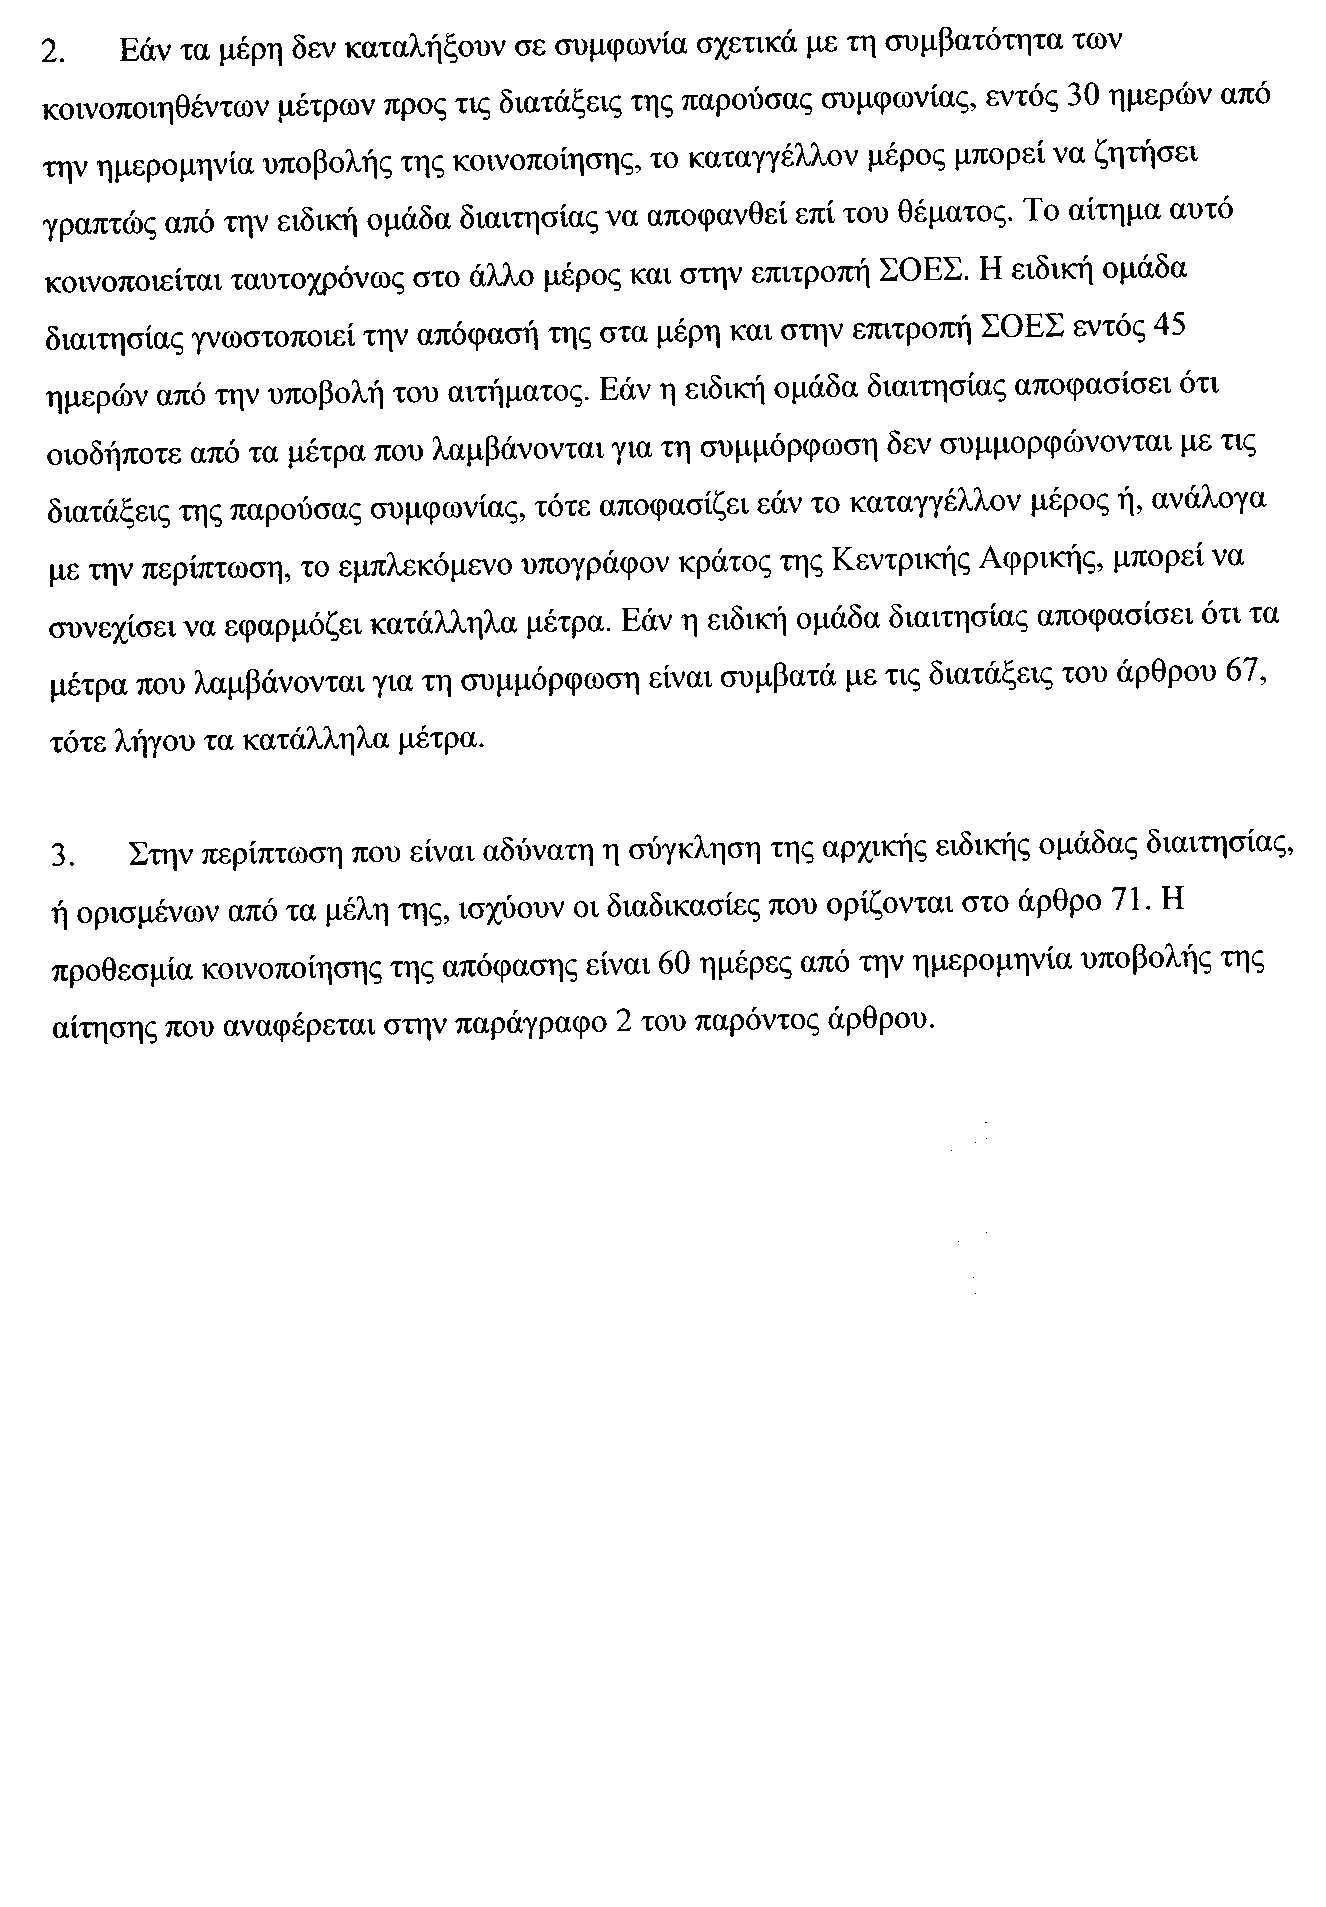 2. Εάν τα μέρη δεν καταλήξουν σε συμφωνία σχετικά με τη συμβατότητα των
κοινοποιηθέντων μέτρων προς τις διατάξεις της παρούσας συμφωνίας, εντός 30 ημερών από
την ημερομηνία υποβολής της κοινοποίησης, το καταγγέλλον μέρος μπορεί να ζητήσει
γραπτώς από την ειδική ομάδα διαιτησίας να αποφανθεί επί του θέματος. Το αίτημα αυτό
κοινοποιείται ταυτοχρόνως στο άλλο μέρος και στην επιτροπή ΣΟΕΣ. Η ειδική ομάδα
διαιτησίας γνωστοποιεί την απόφασή της στα μέρη και στην επιτροπή ΣΟΕΣ εντός 45
ημερών από την υποβολή του αιτήματος. Εάν η ειδική ομάδα διαιτησίας αποφασίσει ότι
οιοδήποτε από τα μέτρα που λαμβάνονται για τη συμμόρφωση δεν συμμορφώνονται με τις
διατάξεις της παρούσας συμφωνίας, τότε αποφασίζει εάν το καταγγέλλον μέρος ή, ανάλογα
με την περίπτωση, το εμπλεκόμενο υπογράφον κράτος της Κεντρικής Αφρικής, μπορεί να
συνεχίσει να εφαρμόζει κατάλληλα μέτρα. Εάν η ειδική ομάδα διαιτησίας αποφασίσει ότι τα
μέτρα που λαμβάνονται για τη συμμόρφωση είναι συμβατά με τις διατάξεις του άρθρου 67,
τότε λήγου τα κατάλληλα μέτρα.
3. Στην περίπτωση που είναι αδύνατη η σύγκληση της αρχικής ειδικής ομάδας διαιτησίας,
ή ορισμένων από τα μέλη της, ισχύουν οι διαδικασίες που ορίζονται στο άρθρο 71. Η
προθεσμία κοινοποίησης της απόφασης είναι 60 ημέρες από την ημερομηνία υποβολής της
αίτησης που αναφέρεται στην παράγραφο 2 του παρόντος άρθρου.